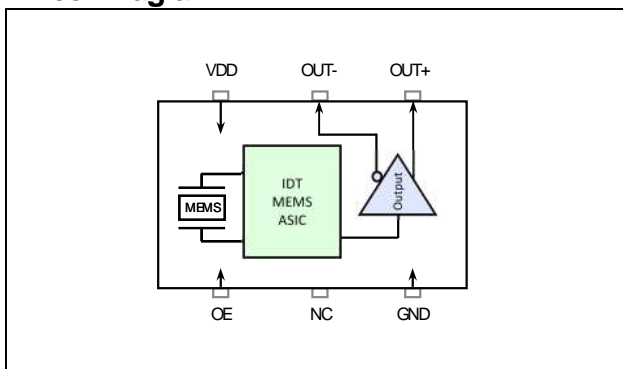 VDD OUT- OUT+
IDT
MEMS
ASIC
MEMS
Output
OE NC GND